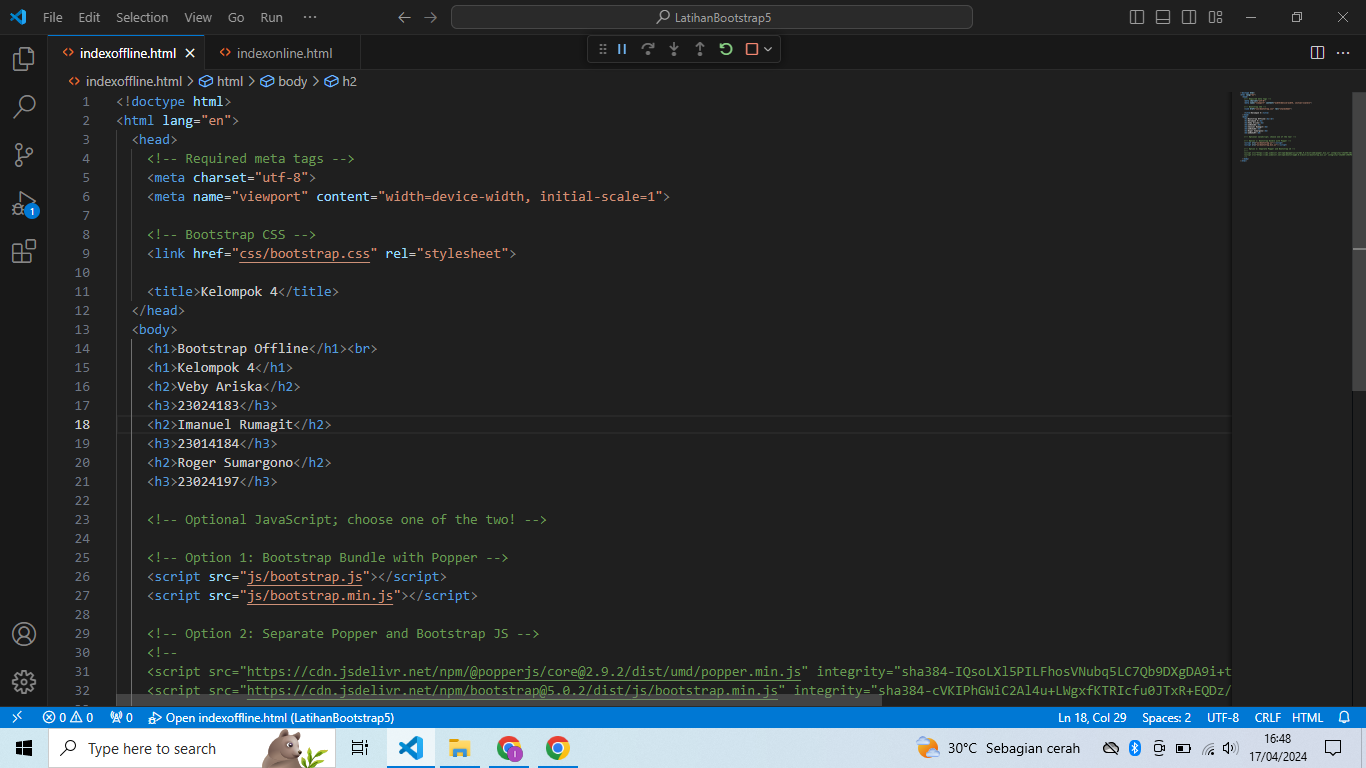 File Edit Selection View Go Run ··· LatihanBootstrap5
indexoffline.html indexonline.html
indexoffline.html > html > body > h2
1 <!doctype html>
2 <html lang="en">
3 <head>
4 <!-- Required meta tags -->
5 <meta charset="utf-8">
6 <meta name="viewport" content="width=device-width, initial-scale=1">
7
8 <!-- Bootstrap CSS -->
9 <link href="css/bootstrap.css" rel="stylesheet">
10
11 <title>Kelompok 4</title>
12 </head>
13 <body>
14 <h1>Bootstrap Offline</h1><br>
15 <h1>Kelompok 4</h1>
16 <h2>Veby Ariska</h2>
17 <h3>23024183</h3>
18 <h2>Imanuel Rumagit</h2>
19 <h3>23014184</h3>
20 <h2>Roger Sumargono</h2>
21 <h3>23024197</h3>
22
23 <!-- Optional JavaScript; choose one of the two! -->
24
25 <!-- Option 1: Bootstrap Bundle with Popper -->
26 <script src="js/bootstrap.js"></script>
27 <script src="js/bootstrap.min.js"></script>
28
29 <!-- Option 2: Separate Popper and Bootstrap JS -->
30 <!--
31 <script src="https://cdn.jsdelivr.net/npm/@popperjs/core@2.9.2/dist/umd/popper.min.js" integrity="sha384-IQsoLXl5PILFhosVNubq5LC7Qb9DXgDA9i+t
32 <script src="https://cdn.jsdelivr.net/npm/bootstrap@5.0.2/dist/js/bootstrap.min.js" integrity="sha384-cVKIPhGWiC2Al4u+LWgxfKTRIcfu0JTxR+EQDz/
1
0 0 0 Open indexoffline.html (LatihanBootstrap5) Ln 18, Col 29 Spaces: 2 UTF-8 CRLF HTML
Type here to search 30°C Sebagian cerah 16:48
17/04/2024